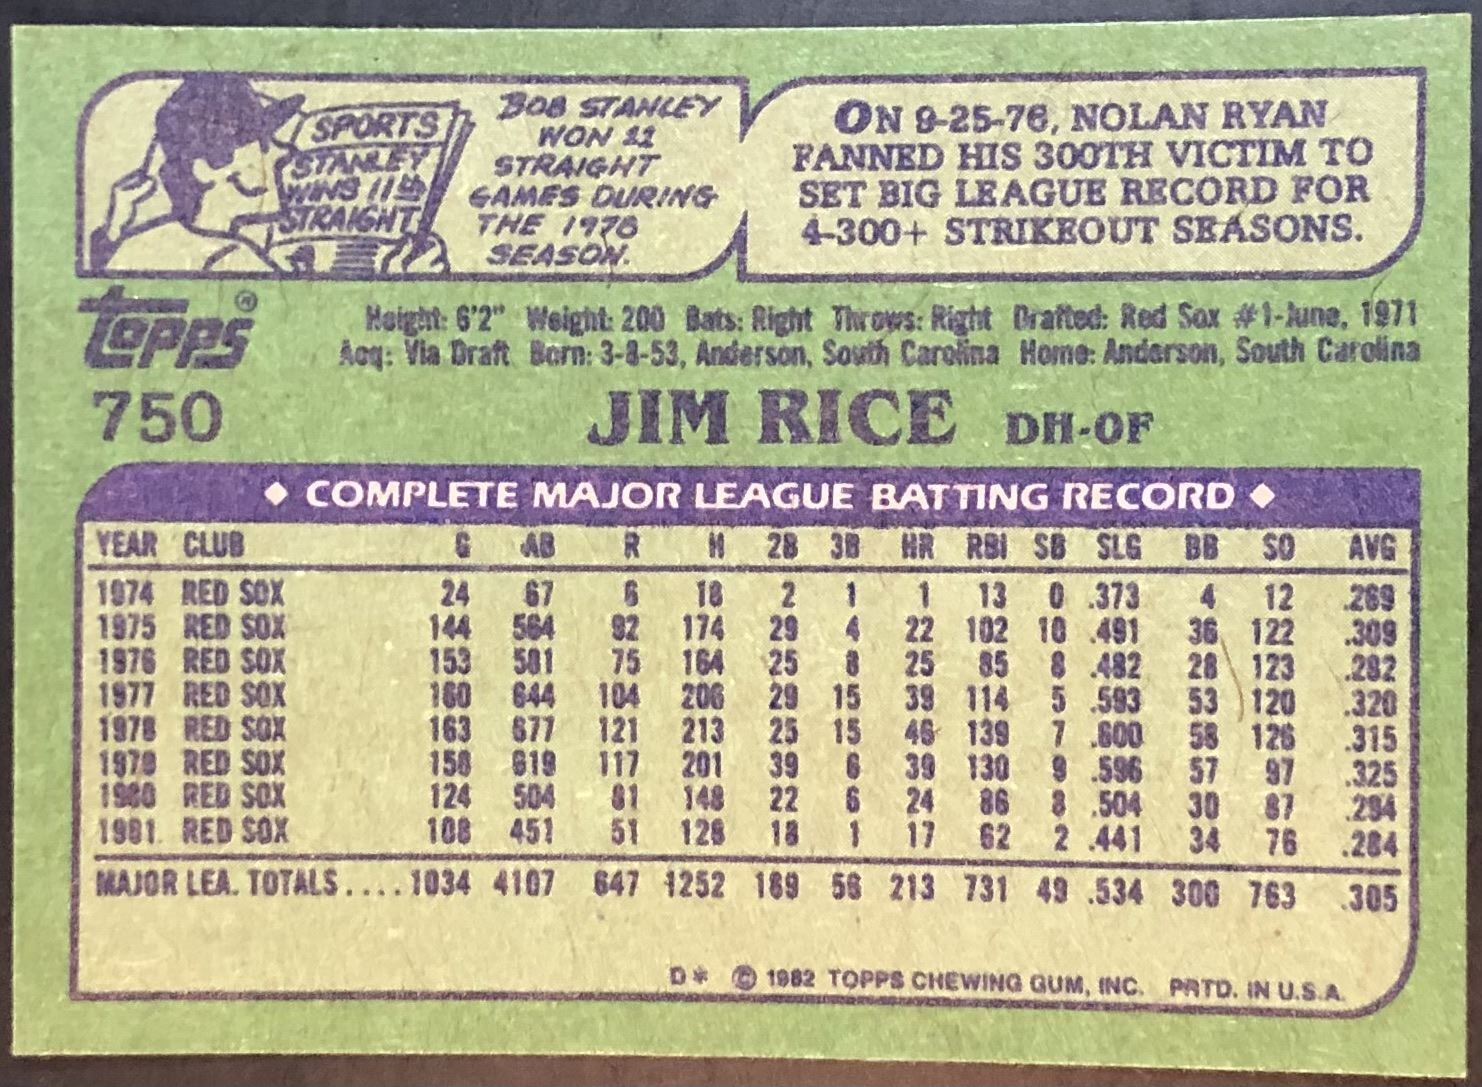 SPORTS
STANLEY
WINS 11th
STRAIGHT
BOB STANLEY
WON 11
STRAIGHT
GAMES DURING
THE 1978
SEASON.
ON 9-25-76, NOLAN RYAN
FANNED HIS 300TH VICTIM TO
SET BIG LEAGUE RECORD FOR
4-300+ STRIKEOUT SEASONS.
topps®
Height: 6'2" Weight: 200 Bats: Right Throws: Right Drafted: Red Sox #1-June, 1971
Acq: Via Draft Born: 3-8-53, Anderson, South Carolina Home: Anderson, South Carolina
750 JIM RICE DH-OF
◆ COMPLETE MAJOR LEAGUE BATTING RECORD ◆
YEAR CLUB G AB R H 2B 3B HR RBI SB SLG BB SO AVG
1974 RED SOX 24 67 6 18 2 1 1 13 0 .373 4 12 .269
1975 RED SOX 144 564 92 174 29 4 22 102 10 .491 36 122 .309
1976 RED SOX 153 581 75 164 25 8 25 85 8 .482 28 123 .282
1977 RED SOX 160 644 104 206 29 15 39 114 5 .593 53 120 .320
1978 RED SOX 163 677 121 213 25 15 46 139 7 .600 58 126 .315
1979 RED SOX 158 619 117 201 39 6 39 130 9 .596 57 97 .325
1980 RED SOX 124 504 81 148 22 6 24 86 8 .504 30 87 .294
1981 RED SOX 108 451 51 128 18 1 17 62 2 .441 34 76 .284
MAJOR LEA. TOTALS.... 1034 4107 647 1252 189 56 213 731 49 .534 300 763 .305
D* © 1982 TOPPS CHEWING GUM, INC. PRTD. IN U.S.A.